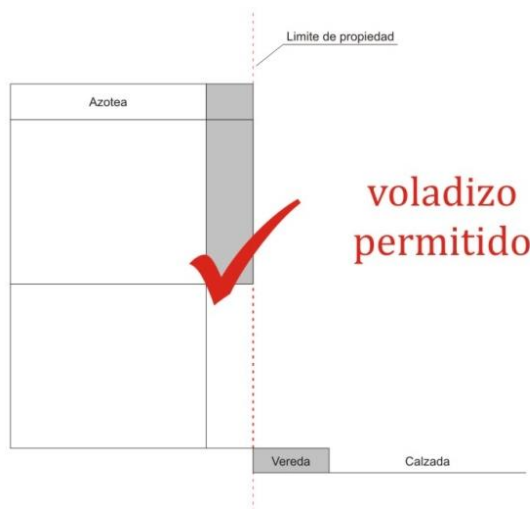 Limite de propiedad
Azotea
voladizo
permitido
Vereda
Calzada